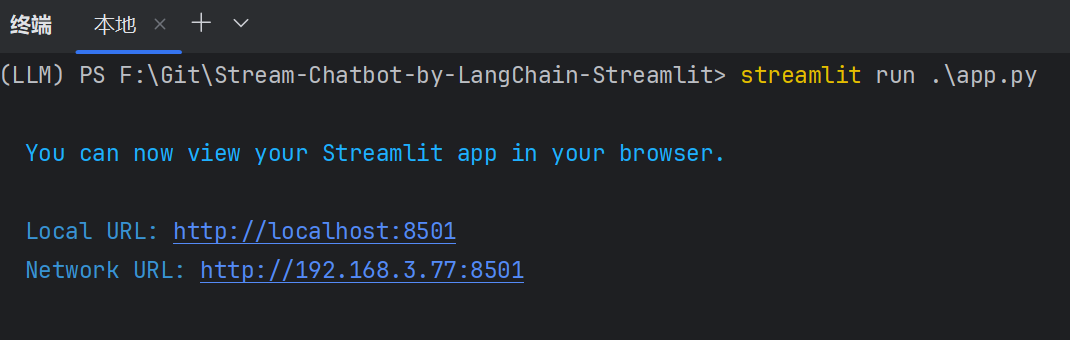 终端 本地
(LLM) PS F:\Git\Stream-Chatbot-by-LangChain-Streamlit> streamlit run .\app.py
You can now view your Streamlit app in your browser.
Local URL: http://localhost:8501
Network URL: http://192.168.3.77:8501